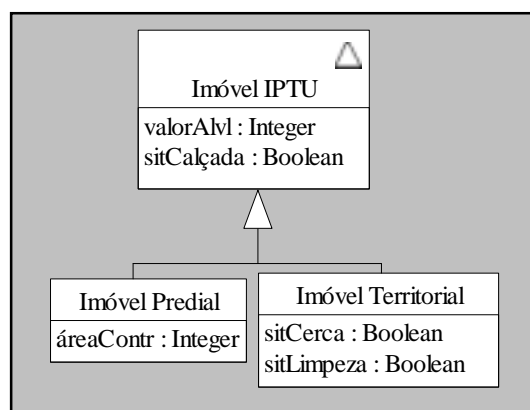 Imóvel IPTU
valorAlvl : Integer
sitCalçada : Boolean
Imóvel Predial
áreaContr : Integer
Imóvel Territorial
sitCerca : Boolean
sitLimpeza : Boolean